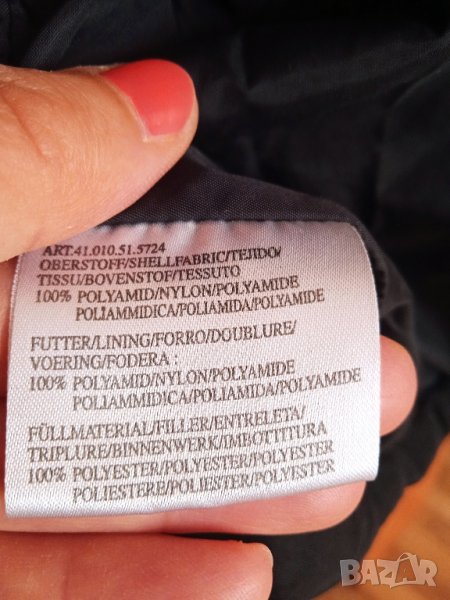 ART.41.010.51.5724
OBERSTOFF/SHELLFABRIC/TEJIDO/
TISSU/BOVENSTOF/TESSUTO
100% POLYAMID/NYLON/POLYAMIDE
POLIAMMIDICA/POLIAMIDA/POLYAMIDE
FUTTER/LINING/FORRO/DOUBLURE/
VOERING/FODERA :
100% POLYAMID/NYLON/POLYAMIDE
POLIAMMIDICA/POLIAMIDA/POLYAMIDE
FÜLLMATERIAL/FILLER/ENTRELETA/
TRIPLURE/BINNENWERK/IMBOTTITURA
100% POLYESTER/POLYESTER/POLYESTER
POLIESTERE/POLIESTER/POLYESTER
BAZAR